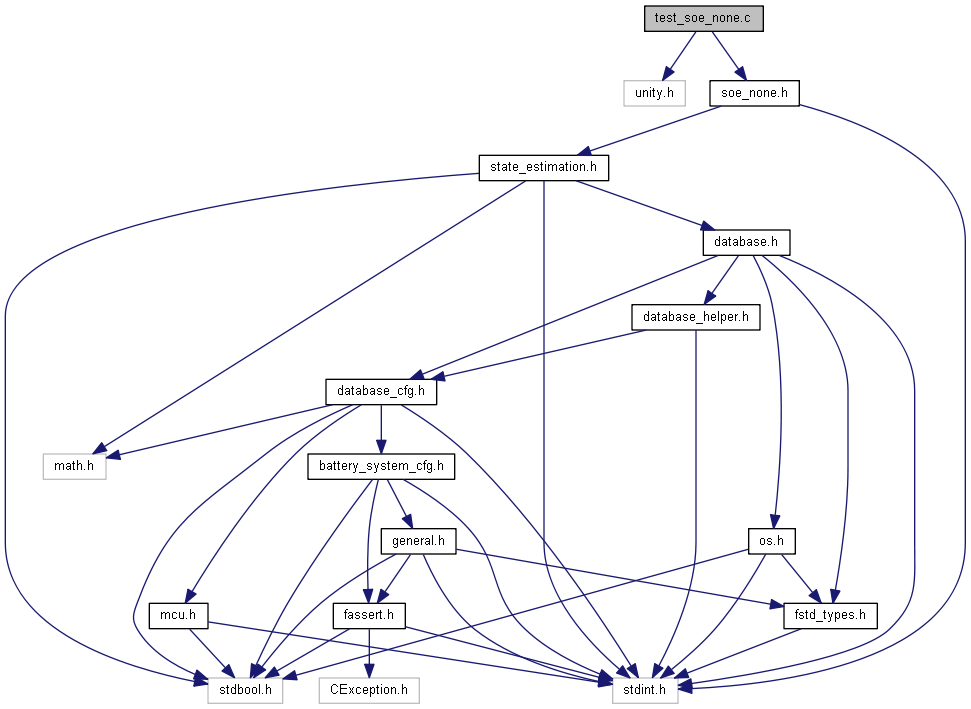 test_soe_none.c
unity.h
soe_none.h
state_estimation.h
database.h
database_helper.h
database_cfg.h
math.h
battery_system_cfg.h
general.h
os.h
mcu.h
fassert.h
fstd_types.h
stdbool.h
CException.h
stdint.h